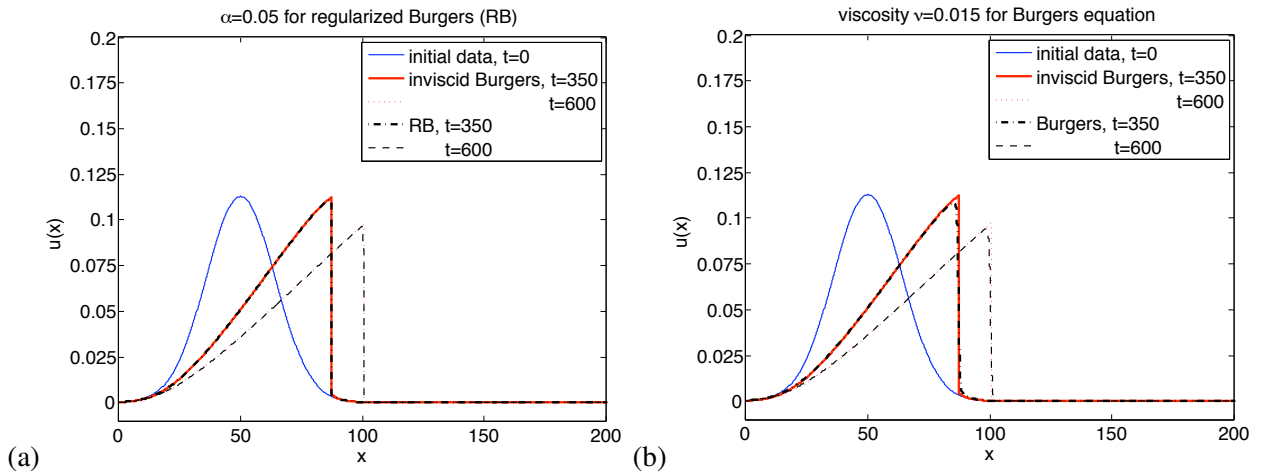 α=0.05 for regularized Burgers (RB)
0.2
0.175
0.15
0.125
0.1
0.075
0.05
0.025
0
u(x)
initial data, t=0
inviscid Burgers, t=350
t=600
RB, t=350
t=600
0
50
100
150
200
x
(a)
viscosity ν=0.015 for Burgers equation
0.2
0.175
0.15
0.125
0.1
0.075
0.05
0.025
0
u(x)
initial data, t=0
inviscid Burgers, t=350
t=600
Burgers, t=350
t=600
0
50
100
150
200
x
(b)